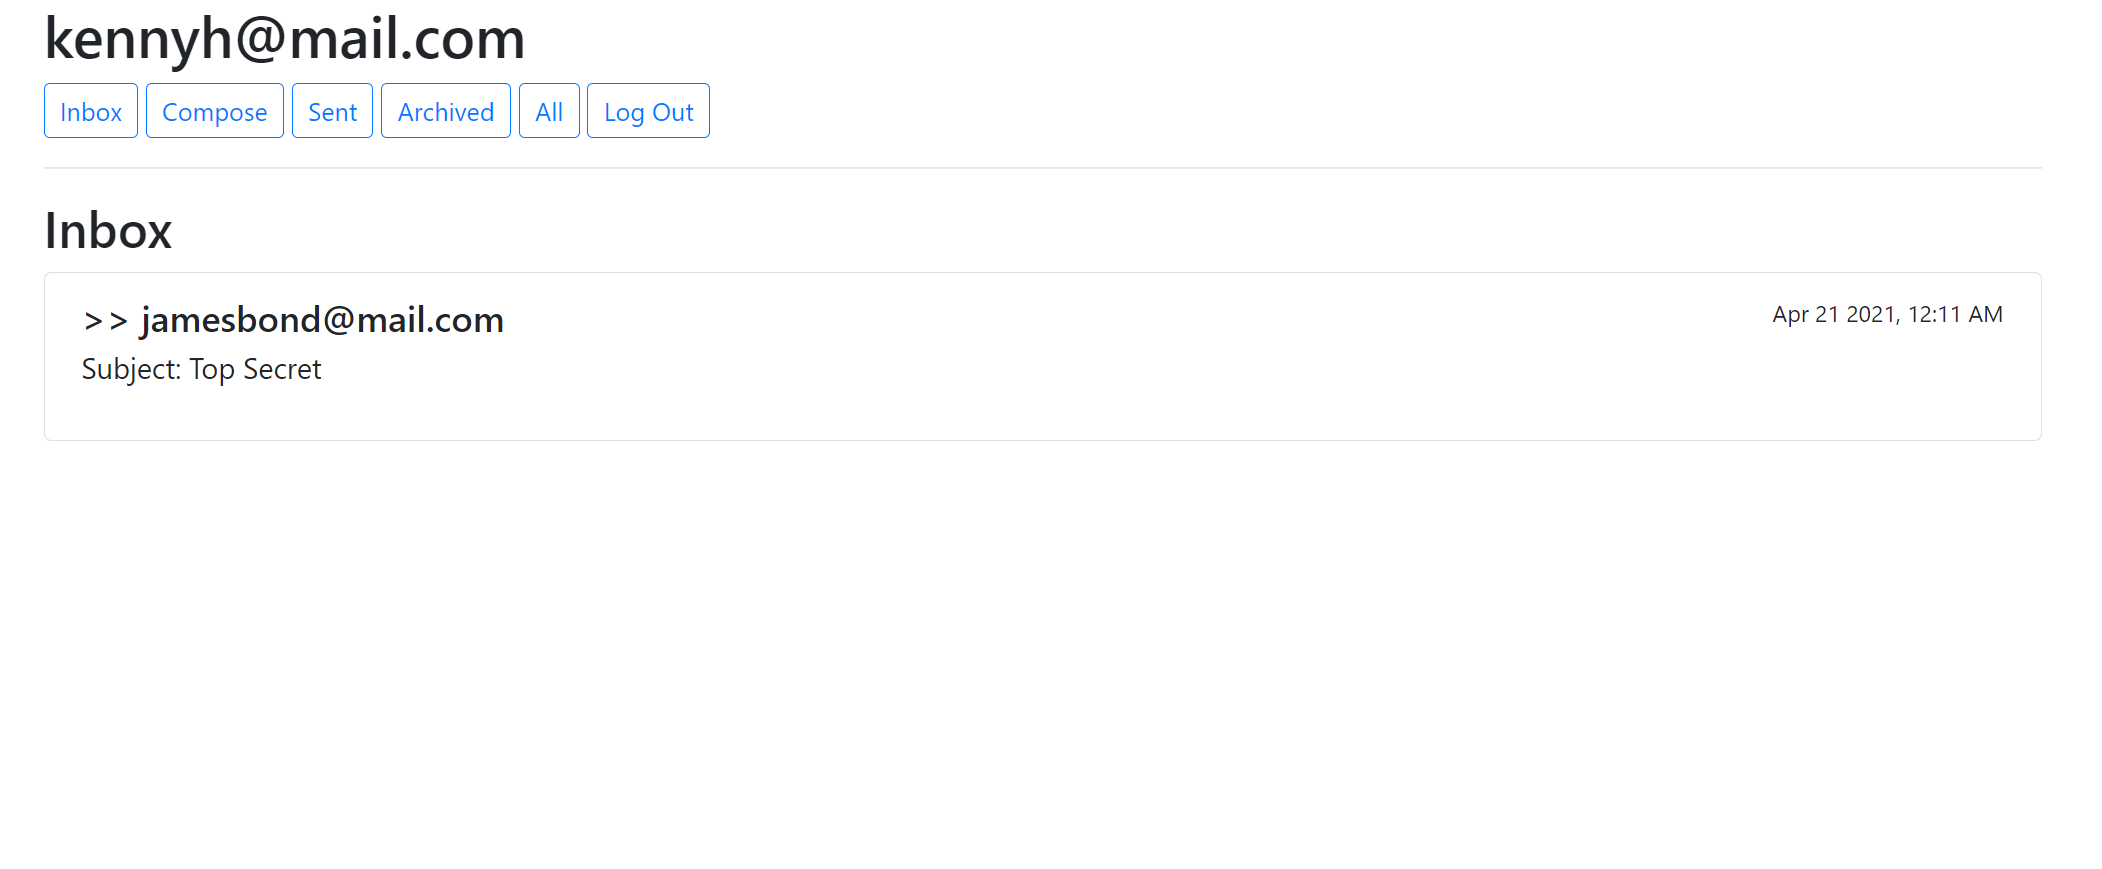 kennyh@mail.com
Inbox Compose Sent Archived All Log Out
Inbox
>> jamesbond@mail.com Apr 21 2021, 12:11 AM
Subject: Top Secret